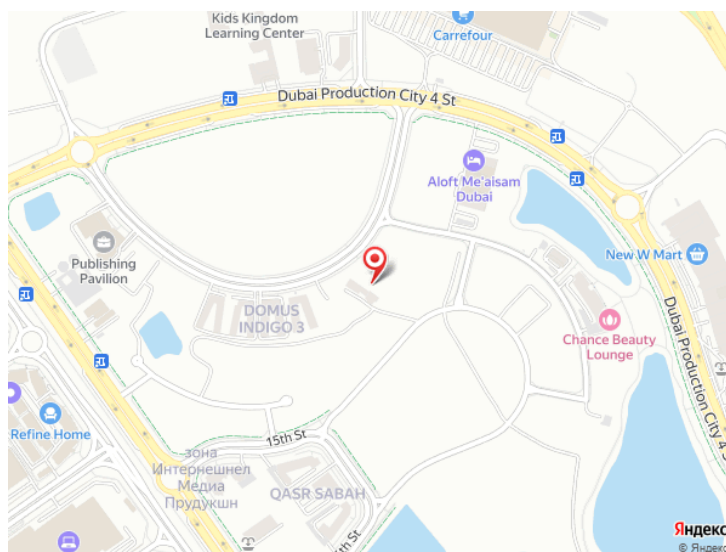 Kids Kingdom
Learning Center
Carrefour
Dubai Production City 4 St
Aloft Me'aisam
Dubai
Publishing
Pavilion
New W Mart
DOMUS
INDIGO 3
Chance Beauty
Lounge
Dubai Production City 4 S
Refine Home
15th St
зона
Интернешнел
Медиа
Прудукшн
QASR SABAH
th St
Яндекс
© Яндекс